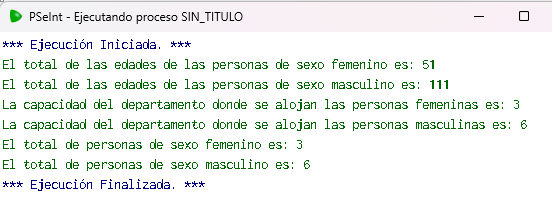 PSeInt - Ejecutando proceso SIN_TITULO
*** Ejecución Iniciada. ***
El total de las edades de las personas de sexo femenino es: 51
El total de las edades de las personas de sexo masculino es: 111
La capacidad del departamento donde se alojan las personas femeninas es: 3
La capacidad del departamento donde se alojan las personas masculinas es: 6
El total de personas de sexo femenino es: 3
El total de personas de sexo masculino es: 6
*** Ejecución Finalizada. ***